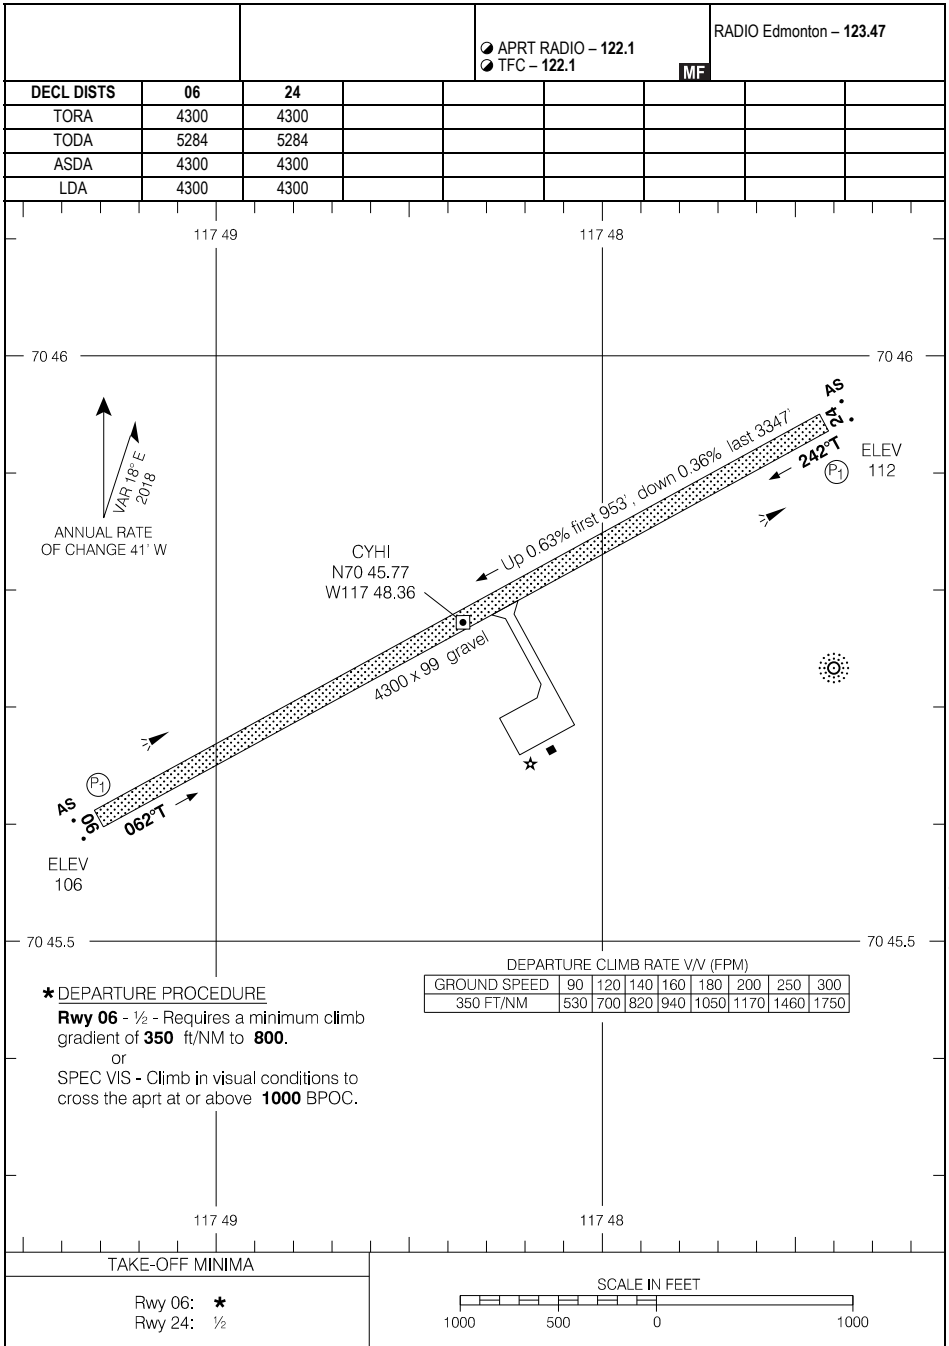 APRT RADIO – 122.1
TFC – 122.1
MF
RADIO Edmonton – 123.47
DECL DISTS 06 24
TORA 4300 4300
TODA 5284 5284
ASDA 4300 4300
LDA 4300 4300
117 49 117 48
70 46 70 46
AS
24
242°T
ELEV
112
P1
VAR 18° E
2018
ANNUAL RATE
OF CHANGE 41' W
Up 0.63% first 953', down 0.36% last 3347'
CYHI
N70 45.77
W117 48.36
4300 x 99 gravel
P1
AS
06
062°T
ELEV
106
70 45.5 70 45.5
DEPARTURE CLIMB RATE V/V (FPM)
GROUND SPEED 90 120 140 160 180 200 250 300
350 FT/NM 530 700 820 940 1050 1170 1460 1750
* DEPARTURE PROCEDURE
Rwy 06 - ½ - Requires a minimum climb
gradient of 350 ft/NM to 800.
or
SPEC VIS - Climb in visual conditions to
cross the aprt at or above 1000 BPOC.
117 49 117 48
TAKE-OFF MINIMA
Rwy 06: *
Rwy 24: ½
SCALE IN FEET
1000 500 0 1000